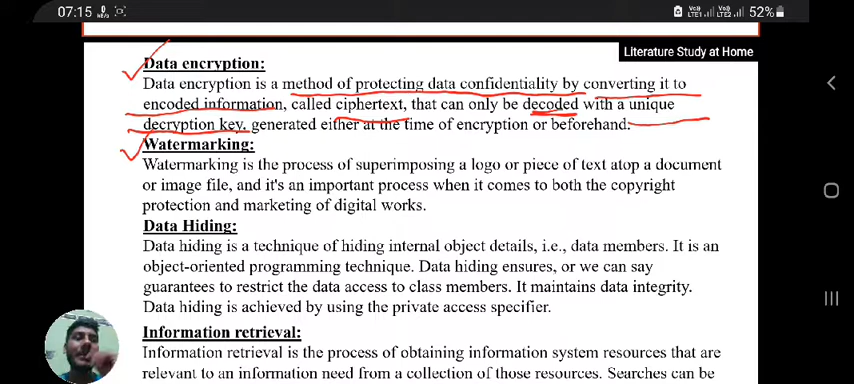 07:15
52%
Literature Study at Home
Data encryption:
Data encryption is a method of protecting data confidentiality by converting it to
encoded information, called ciphertext, that can only be decoded with a unique
decryption key, generated either at the time of encryption or beforehand.
Watermarking:
Watermarking is the process of superimposing a logo or piece of text atop a document
or image file, and it's an important process when it comes to both the copyright
protection and marketing of digital works.
Data Hiding:
Data hiding is a technique of hiding internal object details, i.e., data members. It is an
object-oriented programming technique. Data hiding ensures, or we can say
guarantees to restrict the data access to class members. It maintains data integrity.
Data hiding is achieved by using the private access specifier.
Information retrieval:
Information retrieval is the process of obtaining information system resources that are
relevant to an information need from a collection of those resources. Searches can be